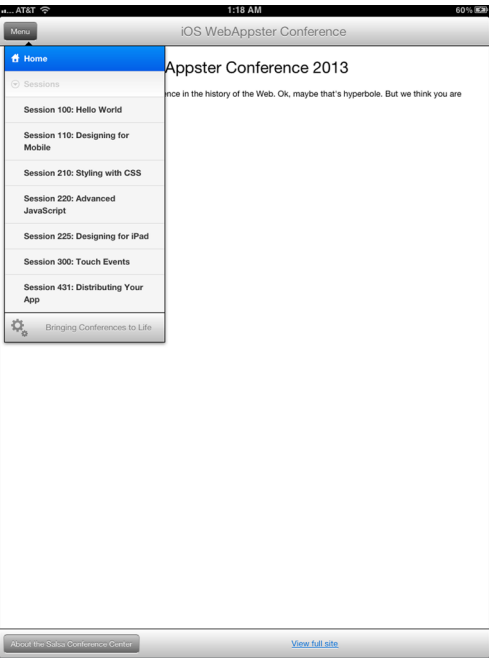 AT&T 1:18 AM 60%
Menu iOS WebAppster Conference
Home
Appster Conference 2013
Sessions
ence in the history of the Web. Ok, maybe that's hyperbole. But we think you are
Session 100: Hello World
Session 110: Designing for
Mobile
Session 210: Styling with CSS
Session 220: Advanced
JavaScript
Session 225: Designing for iPad
Session 300: Touch Events
Session 431: Distributing Your
App
Bringing Conferences to Life
About the Salsa Conference Center View full site